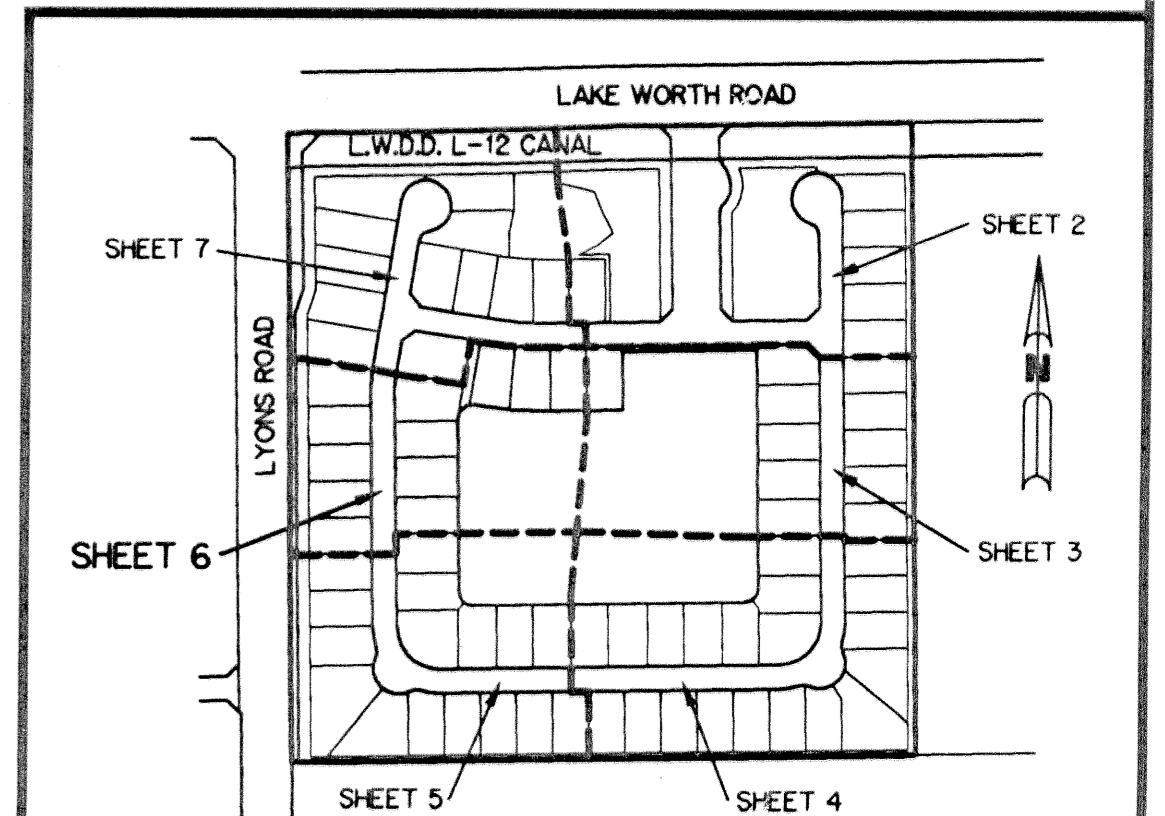 LAKE WORTH ROAD
L.W.D.D. L-12 CANAL
SHEET 2
SHEET 7
N
LYONS ROAD
SHEET 6
SHEET 3
SHEET 5
SHEET 4